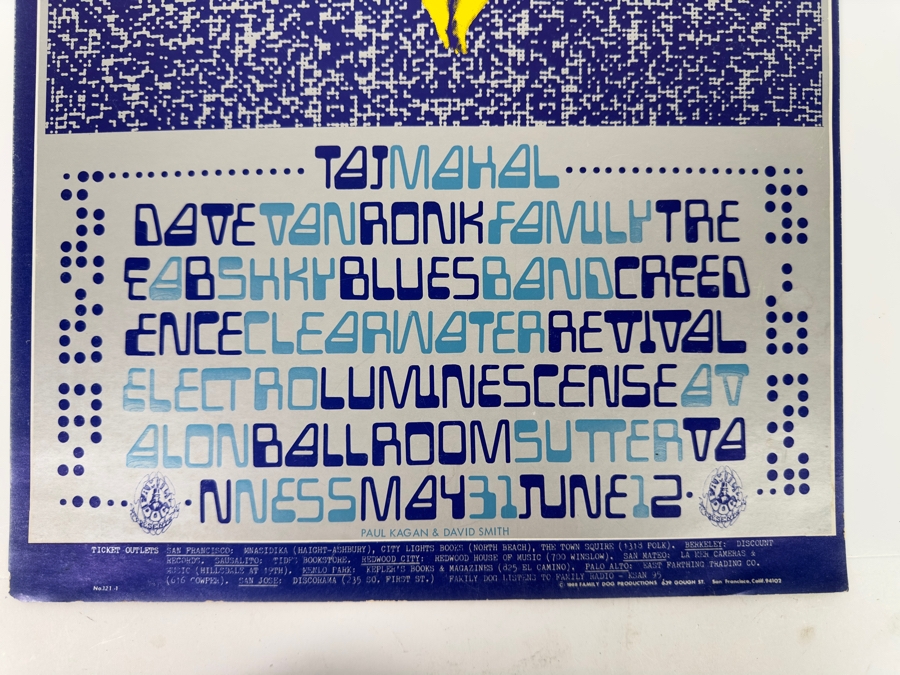 TAJMAHAL
DAVEVANRONKFAMILYTRE
EABSHKYBLUESBANDCREED
ENCECLEARWATERREVIVAL
ELECTROLUMINESCENSEAT
AVALONBALLROOMSUTTERVA
NNESSMAY31JUNE12
PAUL KAGAN & DAVID SMITH
TICKET OUTLETS SAN FRANCISCO: MNASIDIKA (HAIGHT-ASHBURY), CITY LIGHTS BOOKS (NORTH BEACH), THE TOWN SQUIRE (1318 POLK). BERKELEY: DISCOUNT
RECORDS. SAUSALITO: TIDES BOOKSTORE. REDWOOD CITY: REDWOOD HOUSE OF MUSIC (700 WINSLOW). SAN MATEO: LA MER CAMERAS &
MUSIC (HILLSDALE AT 19TH). MENLO PARK: KEPLER'S BOOKS & MAGAZINES (825 EL CAMINO). PALO ALTO: EAST FARTHING TRADING CO.
(616 COWPER). SAN JOSE: DISCORAMA (235 SO. FIRST ST.) FAMILY DOG LISTENS TO FAMILY RADIO - KSAN 95
No121-1 © 1968 FAMILY DOG PRODUCTIONS 639 GOUGH ST. San Francisco, Calif. 94102